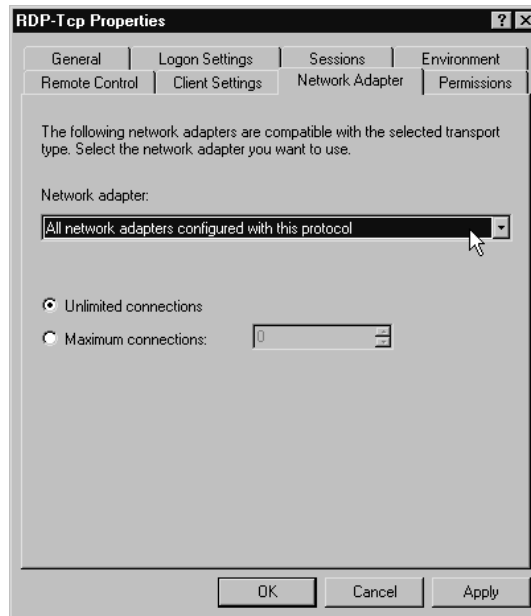 RDP-Tcp Properties
General Logon Settings Sessions Environment
Remote Control Client Settings Network Adapter Permissions
The following network adapters are compatible with the selected transport
type. Select the network adapter you want to use.
Network adapter:
All network adapters configured with this protocol
Unlimited connections
Maximum connections: 0
OK Cancel Apply